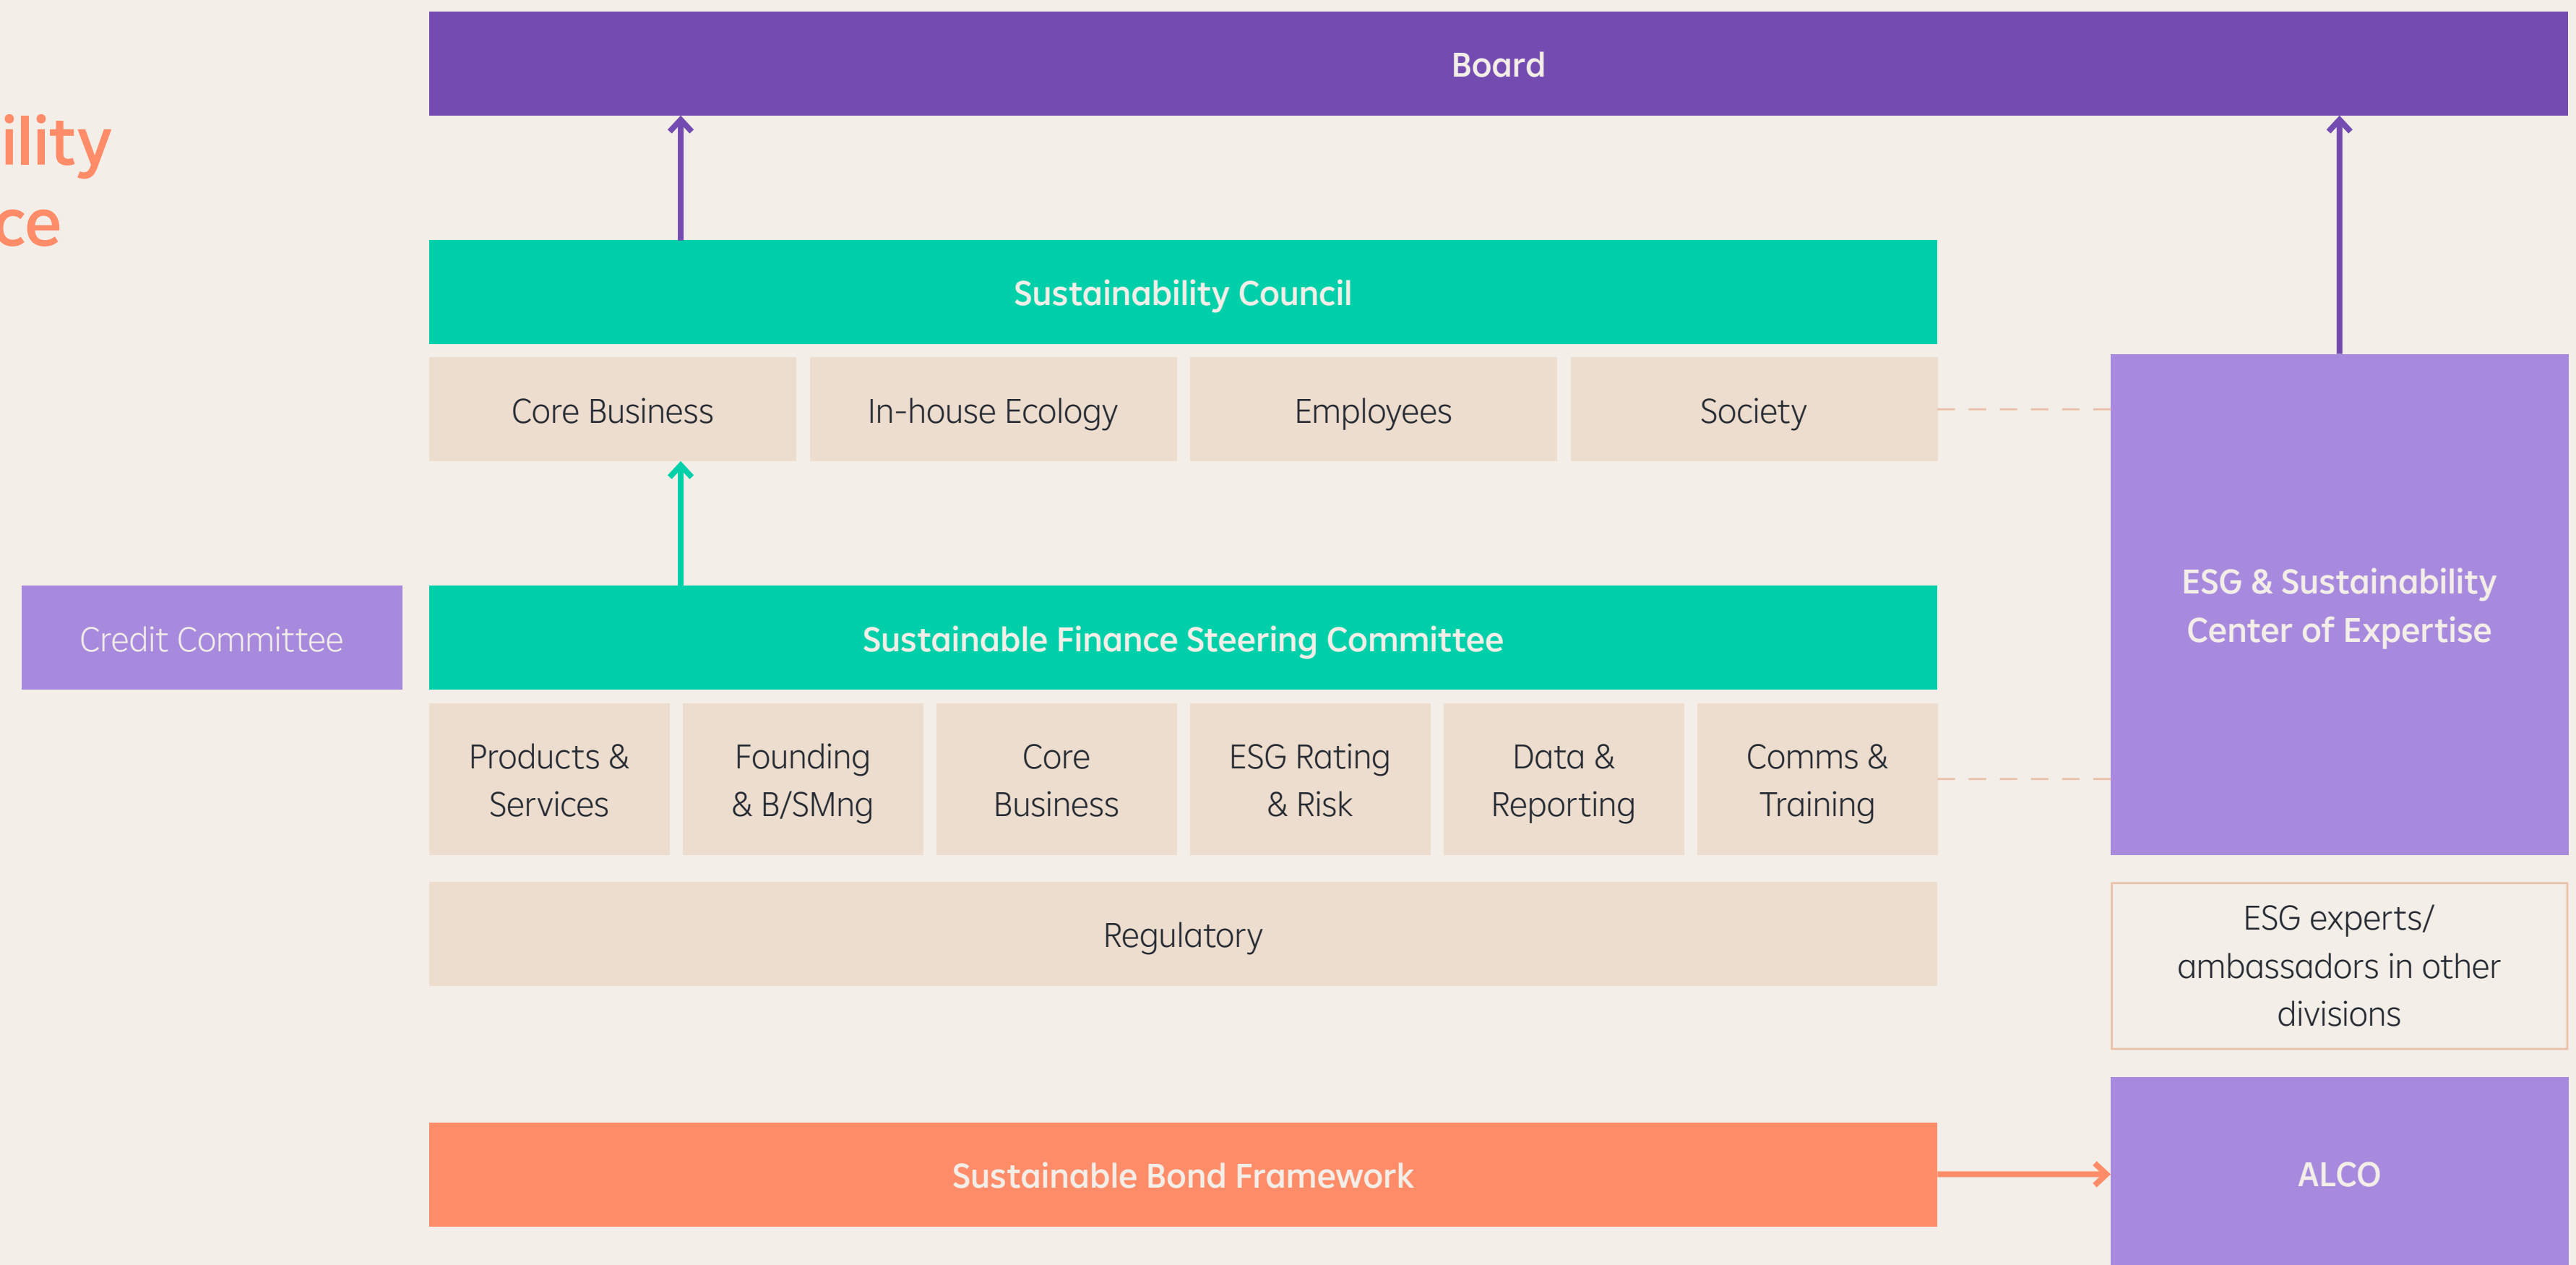 Board
ility
ce
Sustainability Council
Core Business
In-house Ecology
Employees
Society
Credit Committee
Sustainable Finance Steering Committee
ESG & Sustainability
Center of Expertise
Products &
Services
Founding
& B/SMng
Core
Business
ESG Rating
& Risk
Data &
Reporting
Comms &
Training
Regulatory
ESG experts/
ambassadors in other
divisions
Sustainable Bond Framework
ALCO